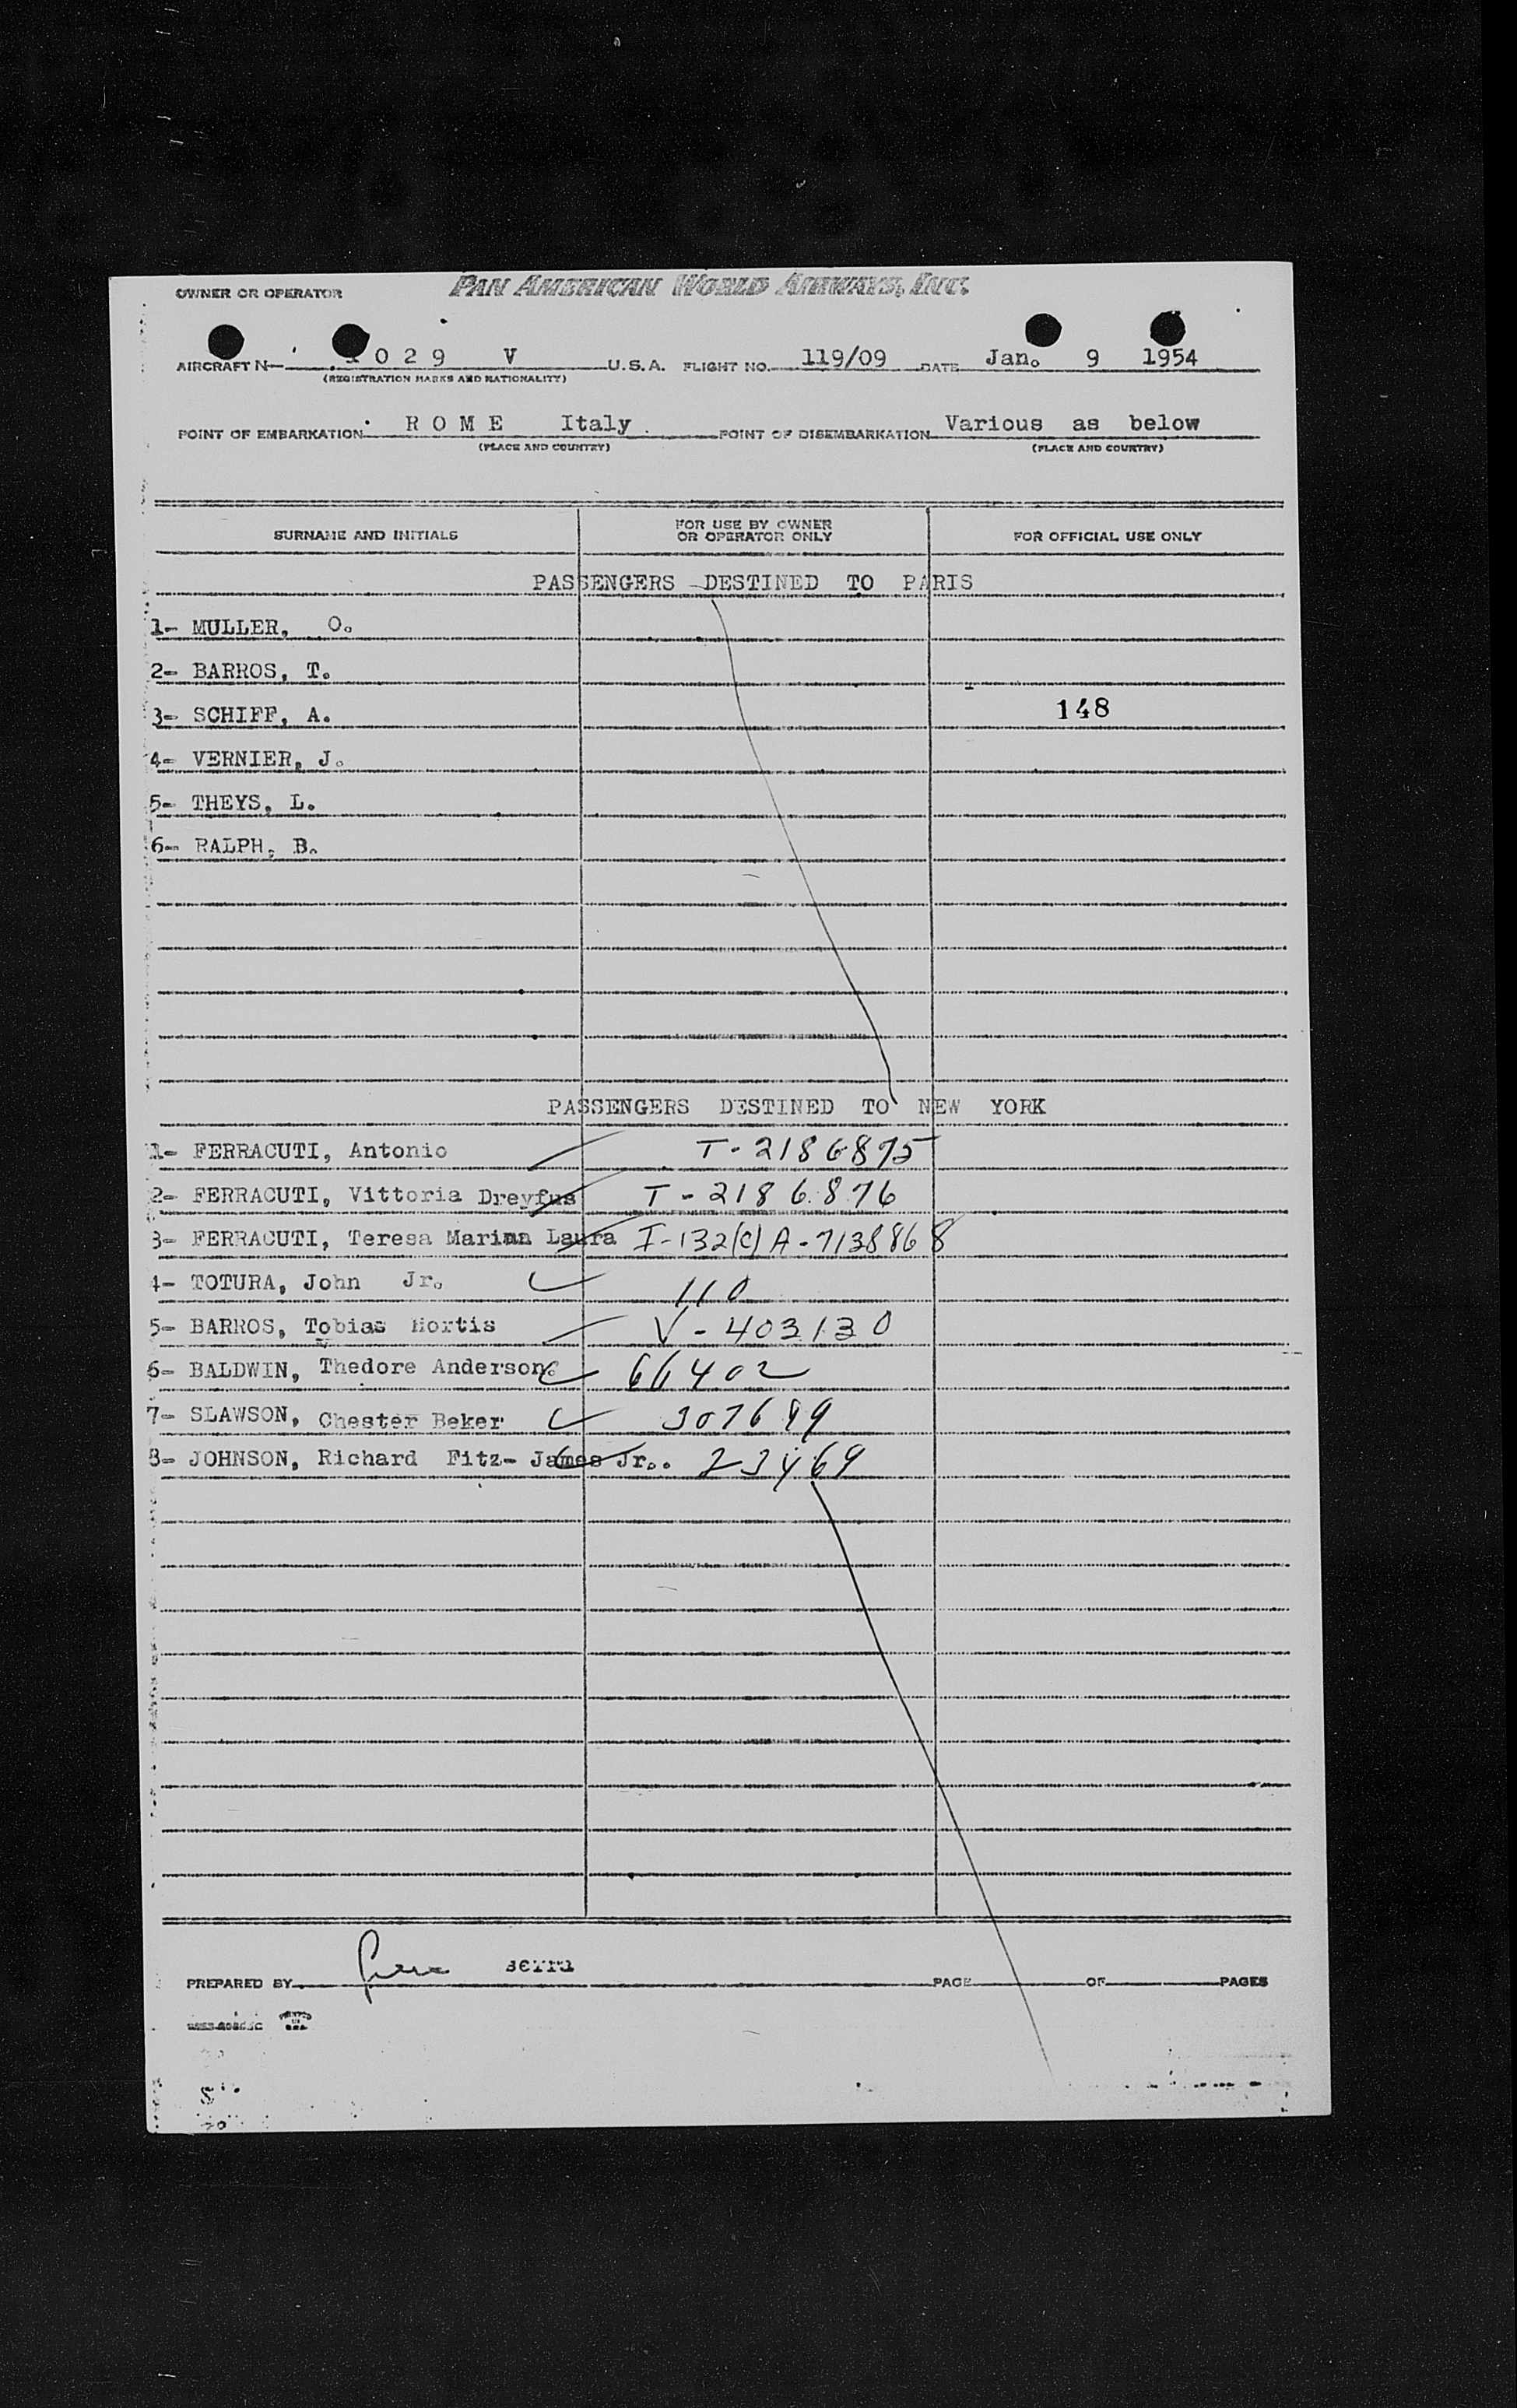 OWNER OR OPERATOR PAN AMERICAN WORLD AIRWAYS, INC.
AIRCRAFT N— 029 V U.S.A. FLIGHT NO. 119/09 DATE Jan. 9 1954
(REGISTRATION MARKS AND NATIONALITY)
POINT OF EMBARKATION ROME Italy POINT OF DISEMBARKATION Various as below
(PLACE AND COUNTRY) (PLACE AND COUNTRY)
SURNAME AND INITIALS FOR USE BY OWNER OR OPERATOR ONLY FOR OFFICIAL USE ONLY
PASSENGERS DESTINED TO PARIS
1- MULLER, O.
2- BARROS, T.
3- SCHIFF, A. 148
4- VERNIER, J.
5- THEYS, L.
6- RALPH, B.
PASSENGERS DESTINED TO NEW YORK
1- FERRACUTI, Antonio T-2186875
2- FERRACUTI, Vittoria Dreyfus T-2186876
3- FERRACUTI, Teresa Laura I-132(c) A-7138868
4- TOTURA, John Jr. 110
5- BARROS, Tobias V-403130
6- BALDWIN, Thedore Anderson 66402
7- SLAWSON, Chester Beker 307699
8- JOHNSON, Richard Fitz- James Jr.. 23469
PREPARED BY PAGE OF PAGES
PRINTED IN U.S.A.